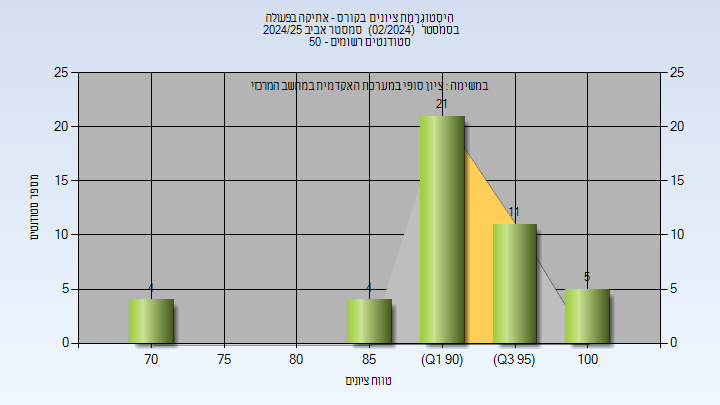 היסטוגרמת ציונים בקורס - אתיקה בפעולה
בסמסטר (02/2024) סמסטר אביב 2024/25
סטודנטים רשומים - 50
במשימה : ציון סופי במערכת האקדמית במחשב המרכזי
25 25
20 20
15 15
10 10
5 5
0 0
4 4 21 11 5
מספר סטודנטים
70 75 80 85 (Q1 90) (Q3 95) 100
טווח ציונים